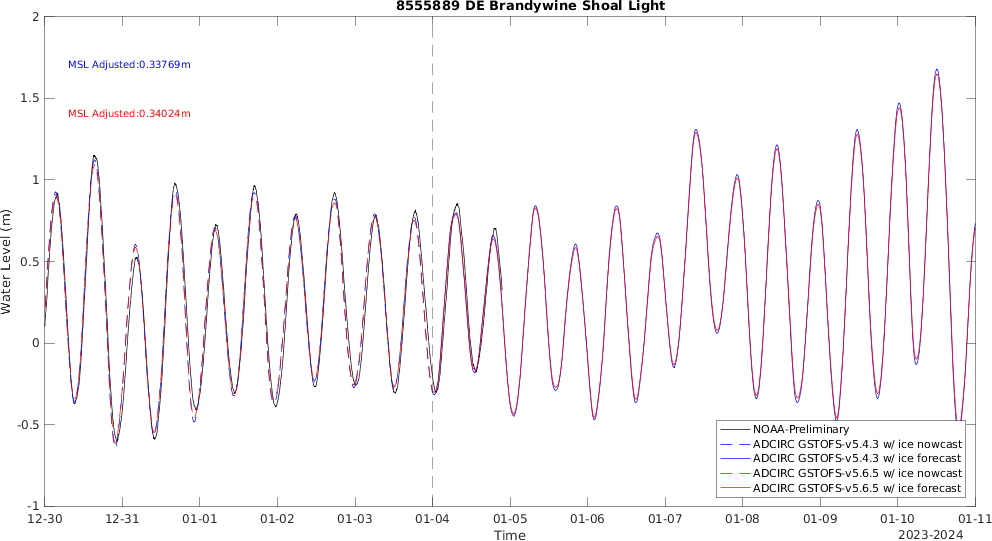 8555889 DE Brandywine Shoal Light
2
1.5
1
0.5
0
-0.5
-1
Water Level (m)
MSL Adjusted:0.33769m
MSL Adjusted:0.34024m
NOAA-Preliminary
ADCIRC GSTOFS-v5.4.3 w/ ice nowcast
ADCIRC GSTOFS-v5.4.3 w/ ice forecast
ADCIRC GSTOFS-v5.6.5 w/ ice nowcast
ADCIRC GSTOFS-v5.6.5 w/ ice forecast
12-30 12-31 01-01 01-02 01-03 01-04 01-05 01-06 01-07 01-08 01-09 01-10 01-11
Time
2023-2024